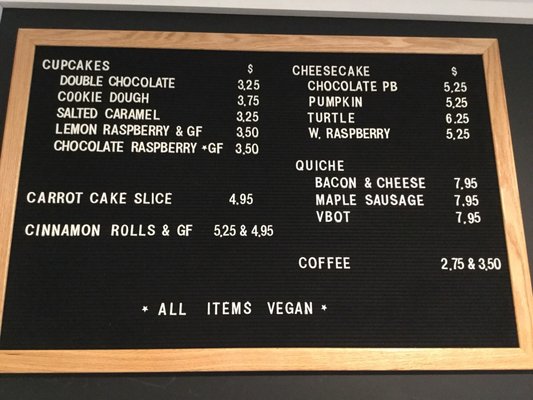 CUPCAKES $
DOUBLE CHOCOLATE 3,25
COOKIE DOUGH 3,75
SALTED CARAMEL 3,25
LEMON RASPBERRY & GF 3,50
CHOCOLATE RASPBERRY *GF 3,50
CARROT CAKE SLICE 4.95
CINNAMON ROLLS & GF 5,25 & 4,95
CHEESECAKE $
CHOCOLATE PB 5,25
PUMPKIN 5,25
TURTLE 6,25
W. RASPBERRY 5,25
QUICHE
BACON & CHEESE 7,95
MAPLE SAUSAGE 7,95
VBOT 7,95
COFFEE 2,75 & 3,50
* ALL ITEMS VEGAN *